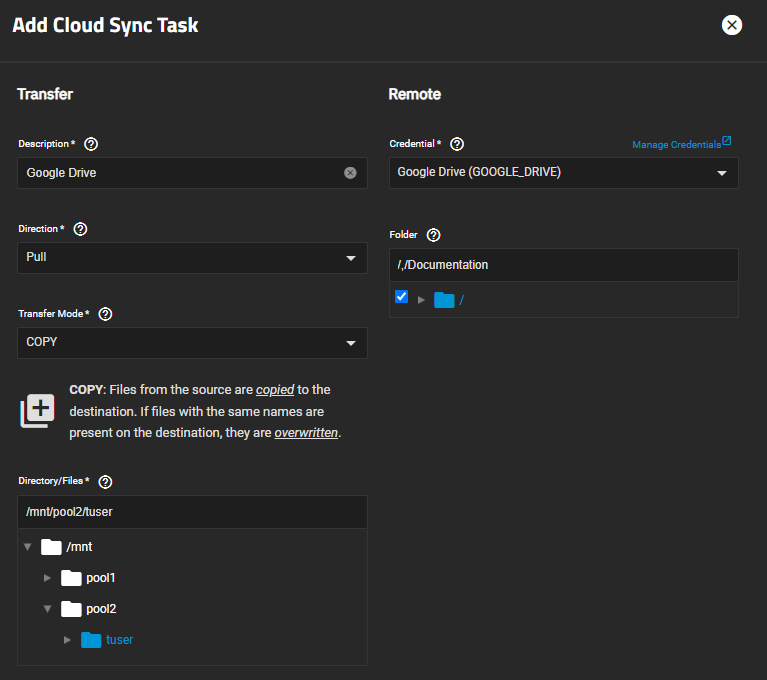 Add Cloud Sync Task
Transfer
Description *
Google Drive
Direction *
Pull
Transfer Mode *
COPY
COPY: Files from the source are copied to the
destination. If files with the same names are
present on the destination, they are overwritten.
Directory/Files *
/mnt/pool2/tuser
/mnt
pool1
pool2
tuser
Remote
Credential *
Manage Credentials
Google Drive (GOOGLE_DRIVE)
Folder
/,/Documentation
/